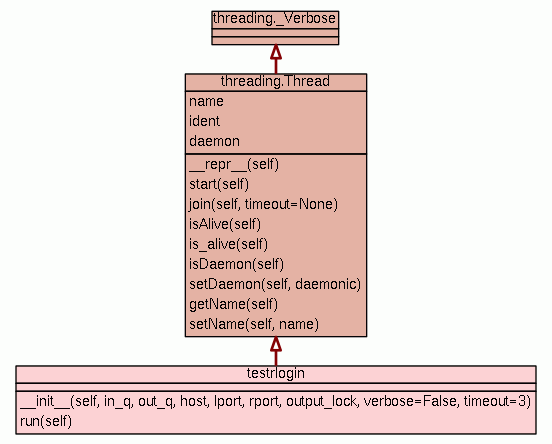 threading._Verbose
threading.Thread
name
ident
daemon
__repr__(self)
start(self)
join(self, timeout=None)
isAlive(self)
is_alive(self)
isDaemon(self)
setDaemon(self, daemonic)
getName(self)
setName(self, name)
testrlogin
__init__(self, in_q, out_q, host, lport, rport, output_lock, verbose=False, timeout=3)
run(self)